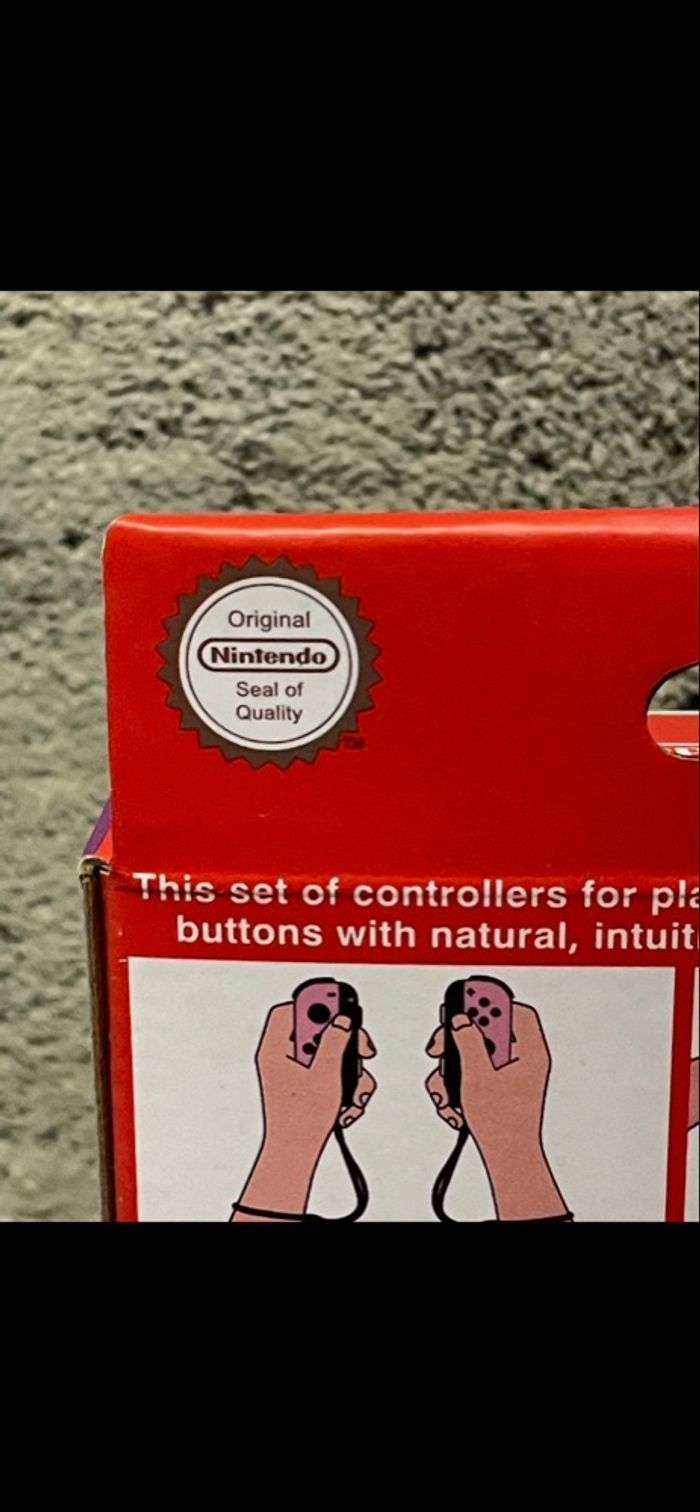 Original
Nintendo
Seal of
Quality
TM
This set of controllers for
buttons with natural,